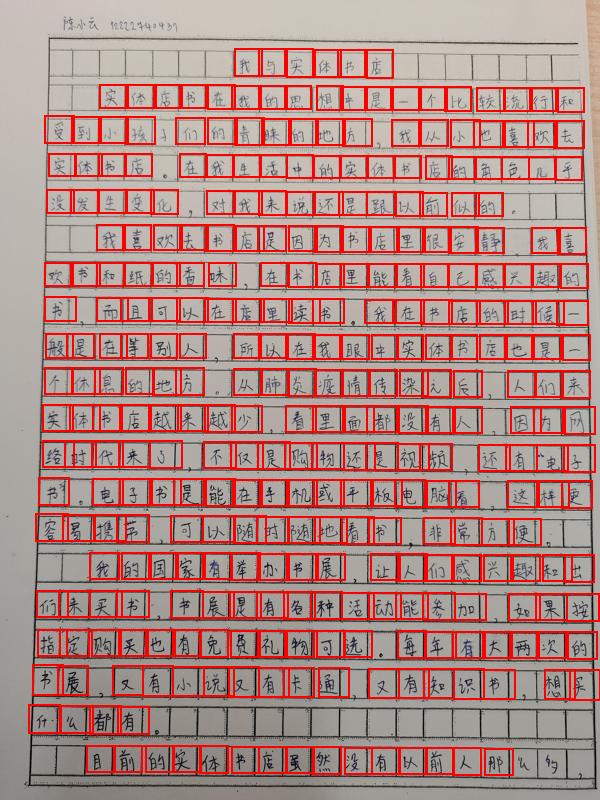 陈小云 12222740439
我与实体书店
实体店书在我的思想中是一个比较流行和
受到小孩子们的青睐的地方,我从小也喜欢去
实体书店。在我生活中的实体书店的角色几乎
没发生变化,对我来说还是跟以前似的。
我喜欢去书店是因为书店里很安静。我喜
欢书和纸的香味,在书店里能看自己感兴趣的
书,而且可以在店里读书。我在书店的时候一
般是在等别人,所以在我眼中实体书店也是一
个休息的地方。从肺炎疫情传染元后,人们来
实体书店越来越少,看里面都没有人,因为网
络时代来了,不仅是购物还是视频,还有“电子
书”。电子书是能在手机或平板电脑看,这样更
容易携带,可以随时随地看书,非常方便。
我的国家有举办书展,让人们感兴趣和出
们来买书,书展是有各种活动能参加,如果按
指定购买也有免费礼物可选。每年有大两次的
书展,又有小说又有卡通,又有知识书,想买
什么都有。
目前的实体书店虽然没有以前人那么多,